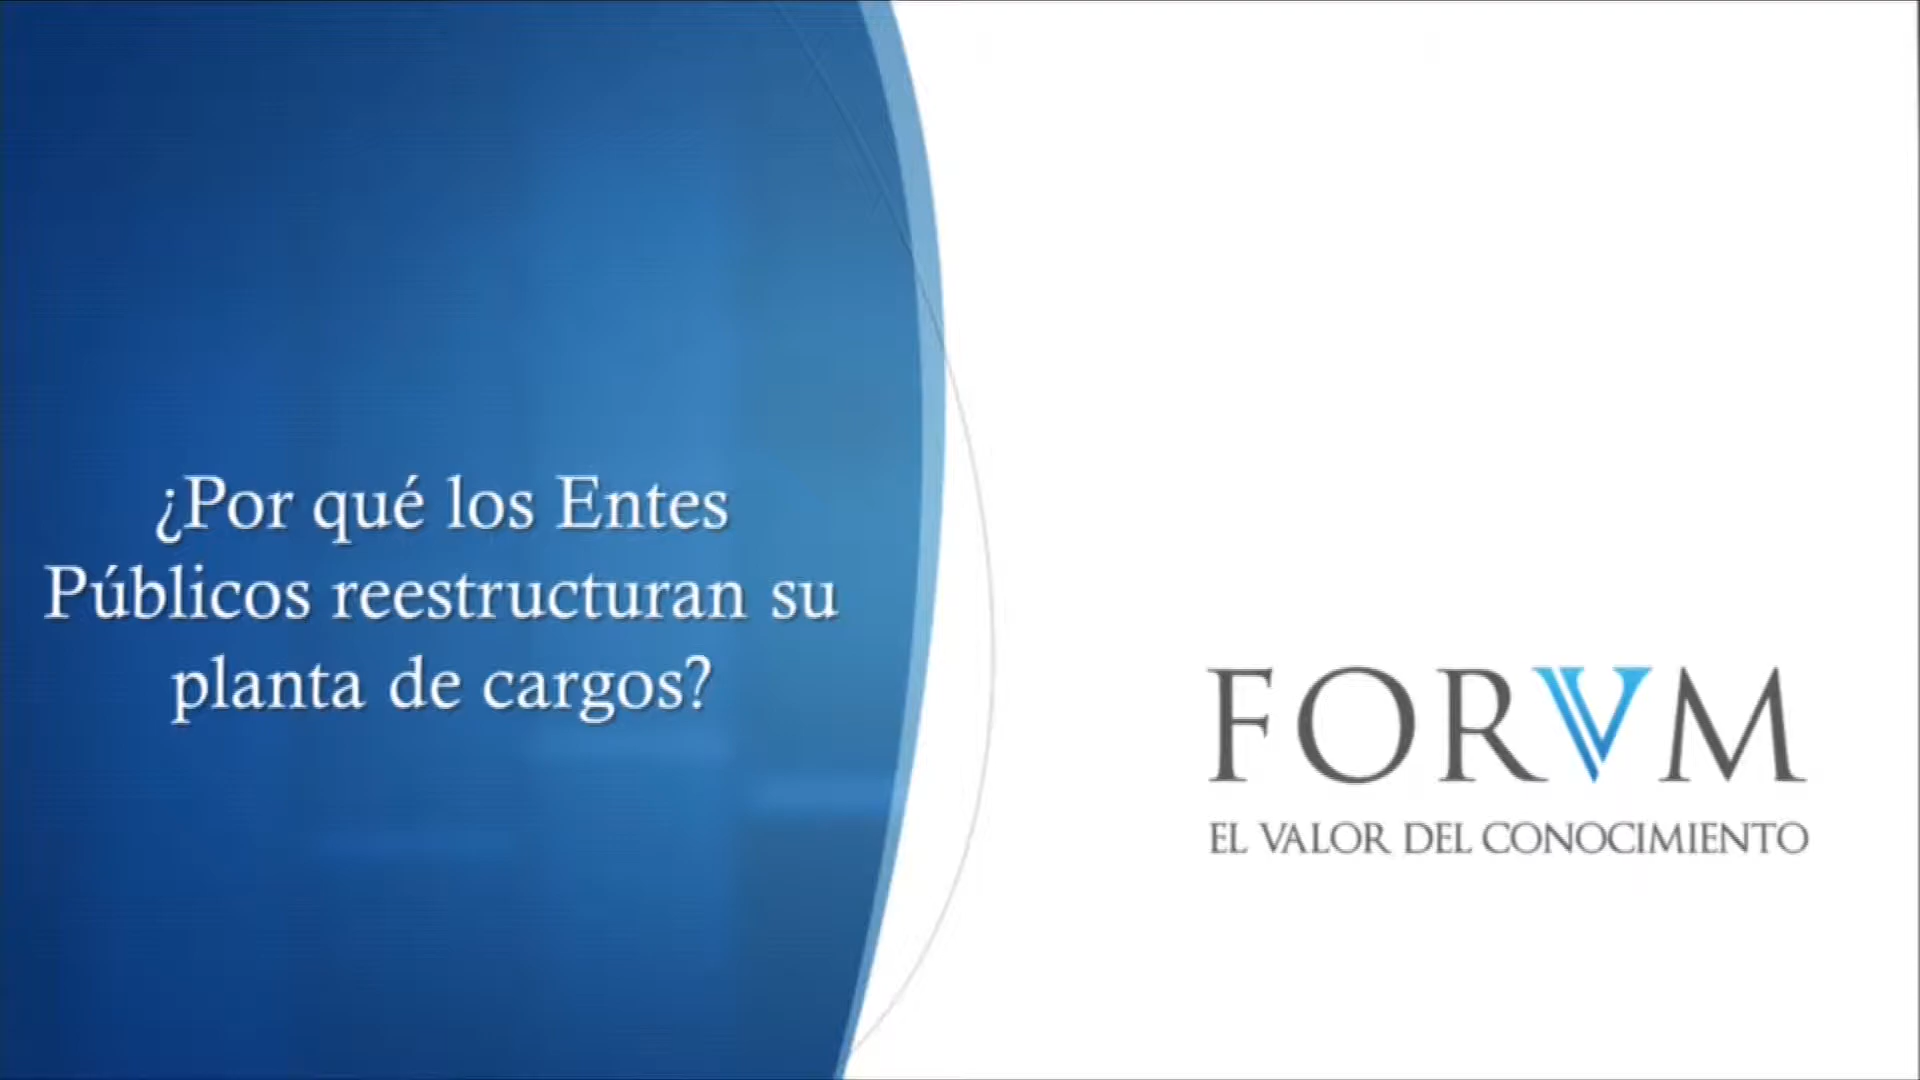 ¿Por qué los Entes
Públicos reestructuran su
planta de cargos?
FORVM
EL VALOR DEL CONOCIMIENTO